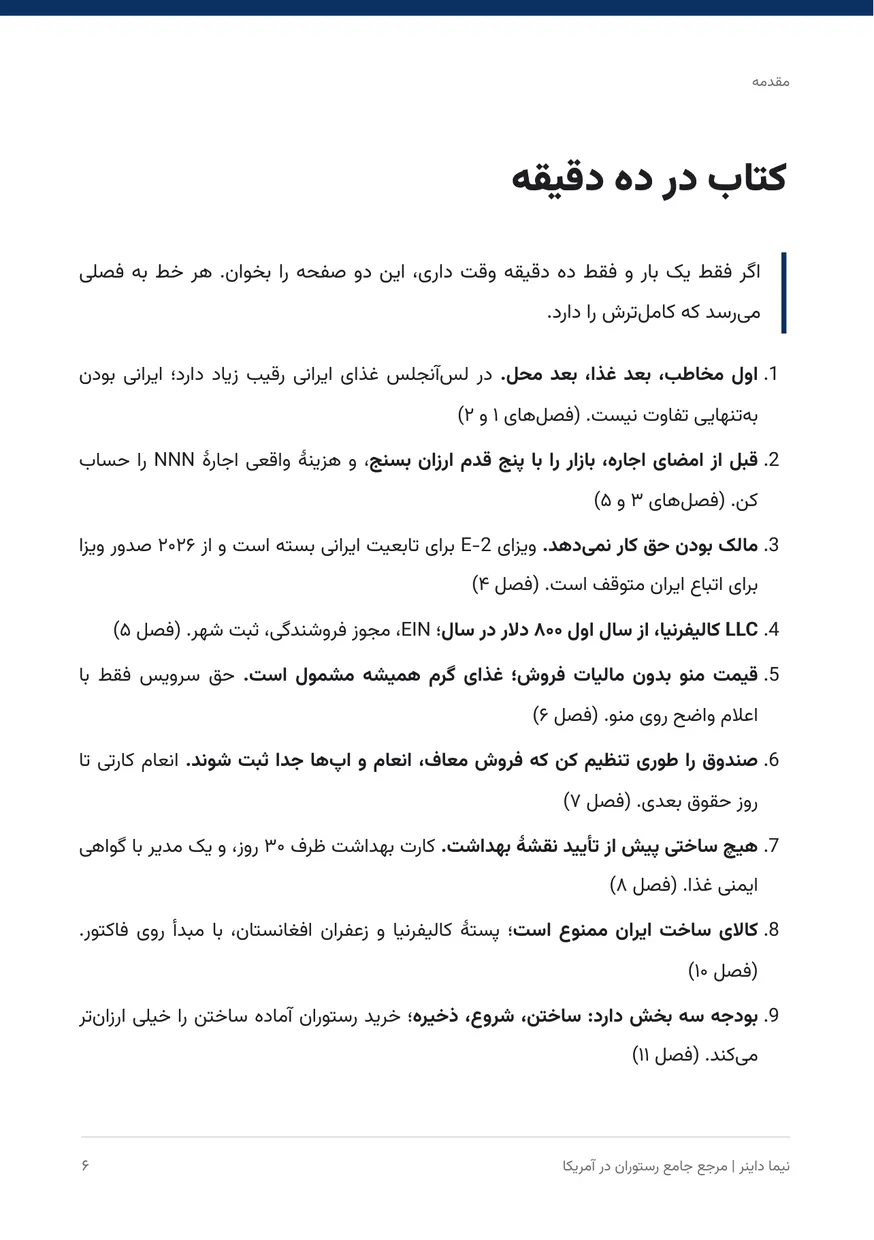 مقدمه
کتاب در ده دقیقه
اگر فقط یک بار و فقط ده دقیقه وقت داری، این دو صفحه را بخوان. هر خط به فصلی
می‌رسد که کامل‌ترش را دارد.
1. اول مخاطب، بعد غذا، بعد محل. در لس‌آنجلس غذای ایرانی رقیب زیاد دارد؛ ایرانی بودن
به‌تنهایی تفاوت نیست. (فصل‌های ۱ و ۲)
2. قبل از امضای اجاره، بازار را با پنج قدم ارزان بسنج، و هزینهٔ واقعی اجارهٔ NNN را حساب
کن. (فصل‌های ۳ و ۵)
3. مالک بودن حق کار نمی‌دهد. ویزای E-2 برای تابعیت ایرانی بسته است و از ۲۰۲۶ صدور ویزا
برای اتباع ایران متوقف است. (فصل ۴)
4. LLC کالیفرنیا، از سال اول ۸۰۰ دلار در سال؛ EIN، مجوز فروشندگی، ثبت شهر. (فصل ۵)
5. قیمت منو بدون مالیات فروش؛ غذای گرم همیشه مشمول است. حق سرویس فقط با
اعلام واضح روی منو. (فصل ۶)
6. صندوق را طوری تنظیم کن که فروش معاف، انعام و اپ‌ها جدا ثبت شوند. انعام کارتی تا
روز حقوق بعدی. (فصل ۷)
7. هیچ ساختی پیش از تأیید نقشهٔ بهداشت. کارت بهداشت ظرف ۳۰ روز، و یک مدیر با گواهی
ایمنی غذا. (فصل ۸)
8. کالای ساخت ایران ممنوع است؛ پستهٔ کالیفرنیا و زعفران افغانستان، با مبدأ روی فاکتور.
(فصل ۱۰)
9. بودجه سه بخش دارد: ساختن، شروع، ذخیره؛ خرید رستوران آماده ساختن را خیلی ارزان‌تر
می‌کند. (فصل ۱۱)
نیما داینر | مرجع جامع رستوران در آمریکا
۶